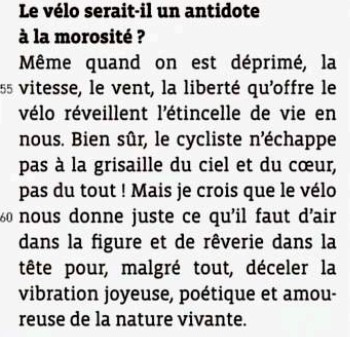 Le vélo serait-il un antidote
à la morosité ?
Même quand on est déprimé, la
55 vitesse, le vent, la liberté qu'offre le
vélo réveillent l'étincelle de vie en
nous. Bien sûr, le cycliste n'échappe
pas à la grisaille du ciel et du cœur,
pas du tout ! Mais je crois que le vélo
60 nous donne juste ce qu'il faut d'air
dans la figure et de rêverie dans la
tête pour, malgré tout, déceler la
vibration joyeuse, poétique et amou-
reuse de la nature vivante.